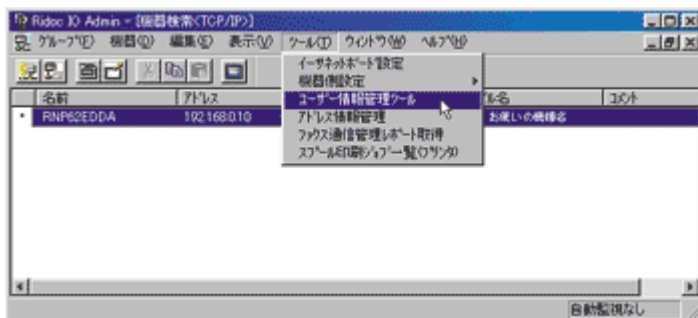 Ridoc IO Admin - [機器検索(TCP/IP)]
グループ(E) 機器(Q) 編集(E) 表示(V) ツール(T) ウィンドウ(W) ヘルプ(H)
イーサネットボード設定
機器側設定
名前 アドレス ユーザー情報管理ツール ル名 コメント
RNP62EDDA 192.168.0.10 アドレス情報管理 お使いの機種名
ファクス通信管理レポート取得
スプール印刷ジョブ一覧(プリンタ)
自動監視なし